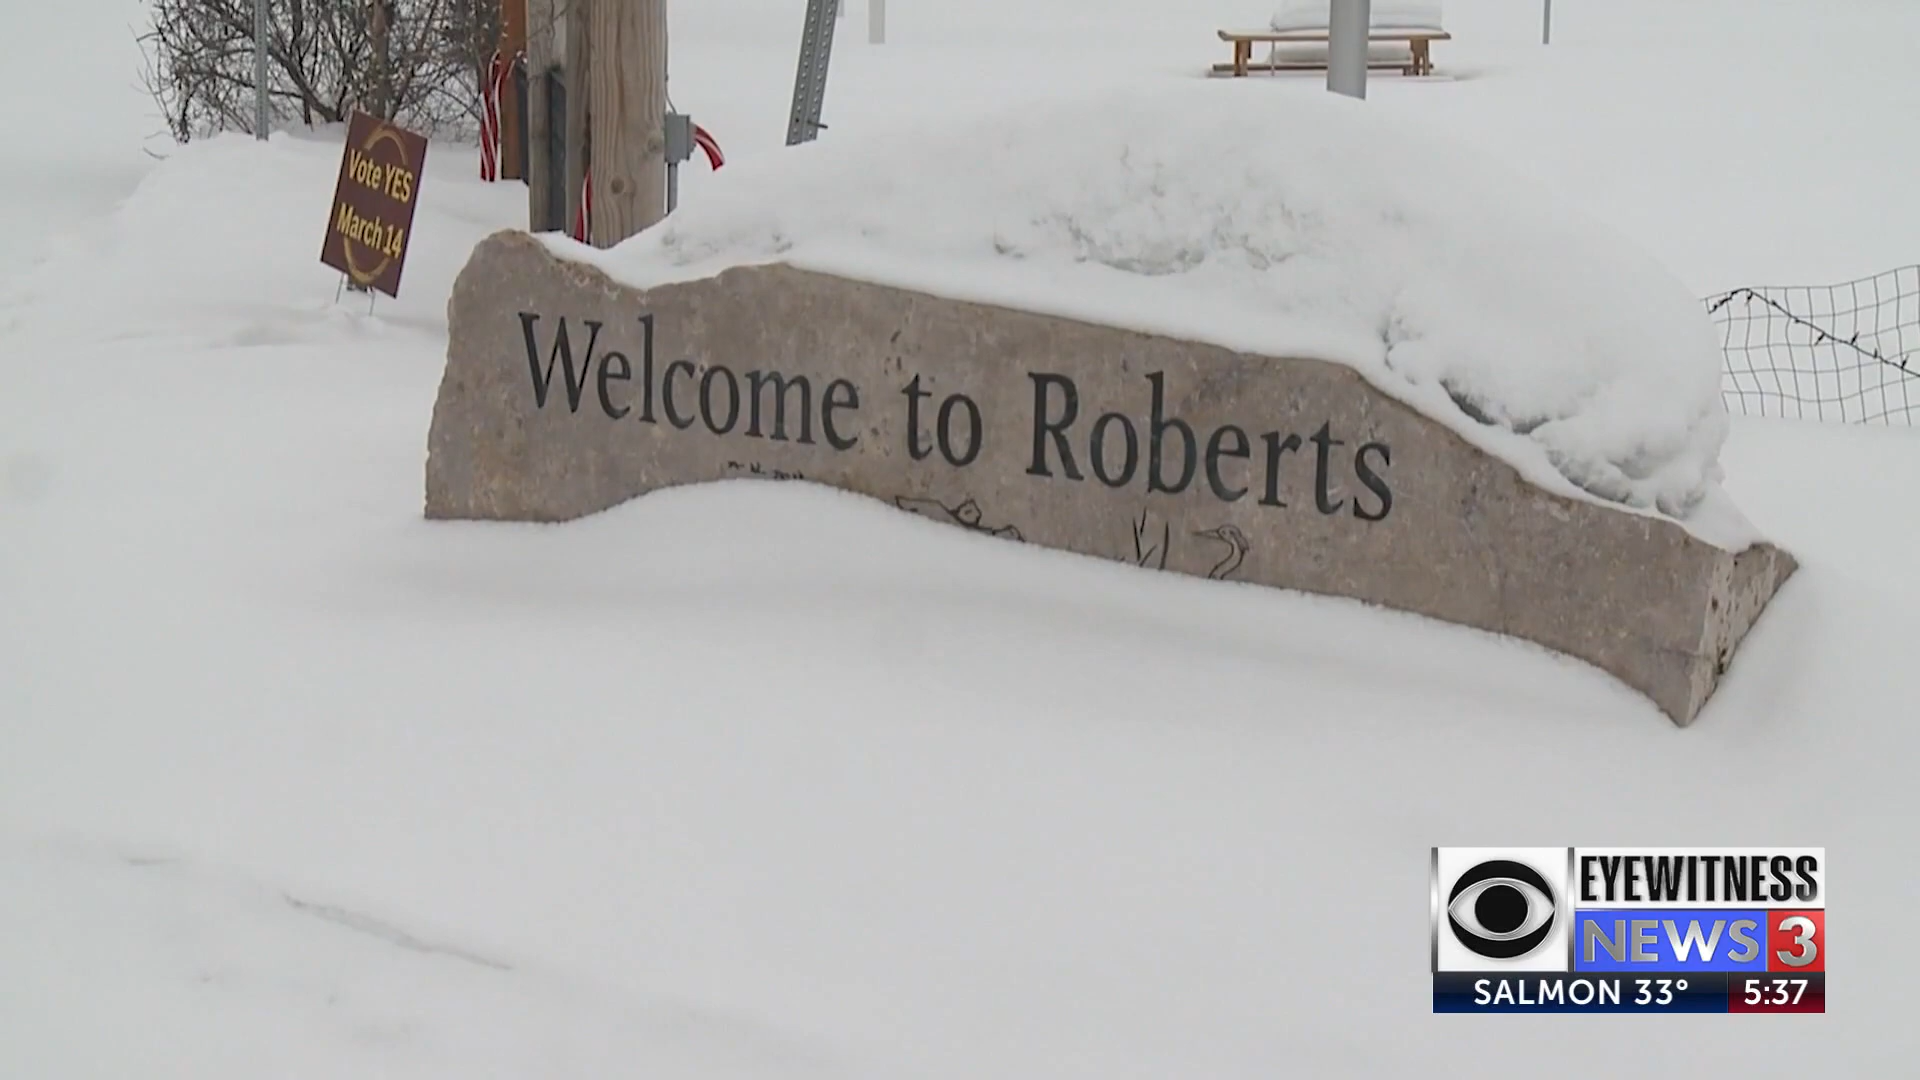 Vote YES
March 14
Welcome to Roberts
EYEWITNESS
NEWS 3
SALMON 33° 5:37